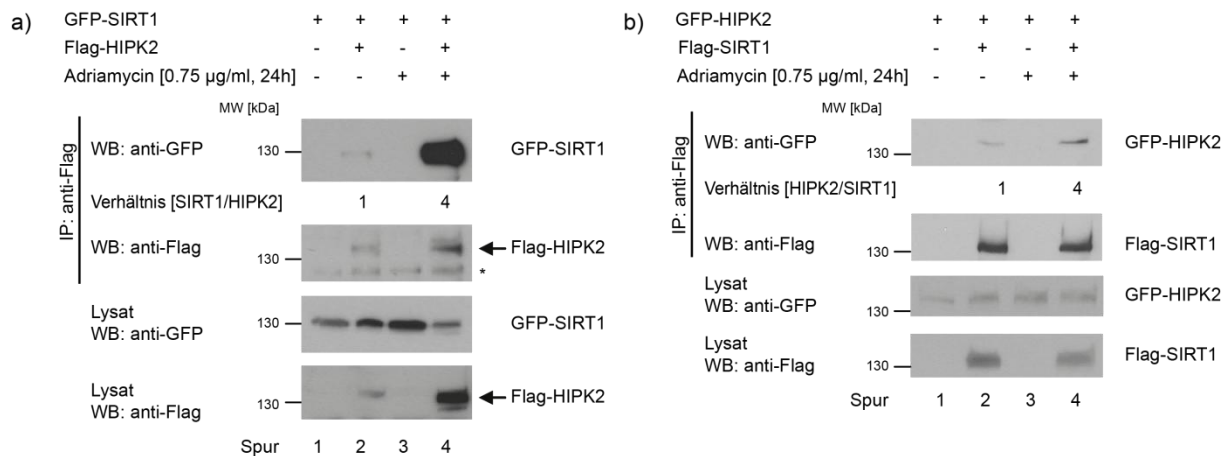 a)
GFP-SIRT1 + + + +
Flag-HIPK2 - + - +
Adriamycin [0.75 µg/ml, 24h] - - + +
MW [kDa]
IP: anti-Flag
WB: anti-GFP 130 GFP-SIRT1
Verhältnis [SIRT1/HIPK2] 1 4
WB: anti-Flag 130 Flag-HIPK2
*
Lysat
WB: anti-GFP 130 GFP-SIRT1
Lysat
WB: anti-Flag 130 Flag-HIPK2
Spur 1 2 3 4
b)
GFP-HIPK2 + + + +
Flag-SIRT1 - + - +
Adriamycin [0.75 µg/ml, 24h] - - + +
MW [kDa]
IP: anti-Flag
WB: anti-GFP 130 GFP-HIPK2
Verhältnis [HIPK2/SIRT1] 1 4
WB: anti-Flag 130 Flag-SIRT1
Lysat
WB: anti-GFP GFP-HIPK2
Lysat
WB: anti-Flag 130 Flag-SIRT1
Spur 1 2 3 4